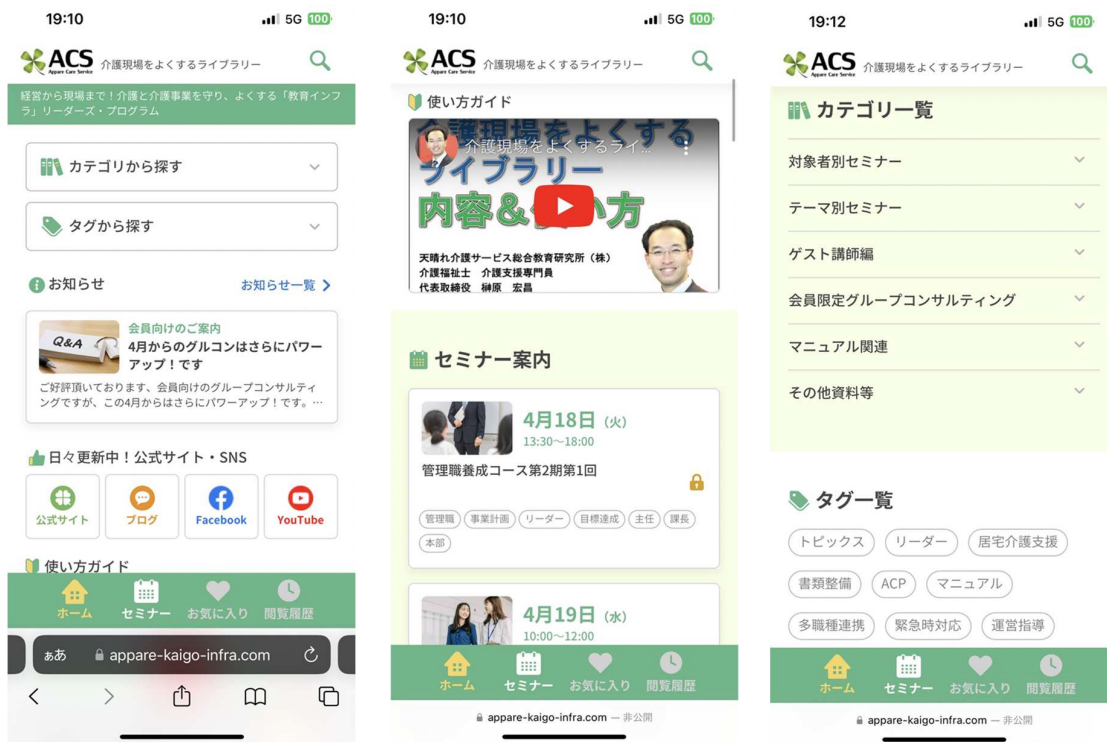 19:10
5G 100
ACS
Appare Care Service
介護現場をよくするライブラリー
経営から現場まで!介護と介護事業を守り、よくする「教育インフ
ラ」リーダーズ・プログラム
カテゴリから探す
タグから探す
お知らせ
お知らせ一覧
Q&A
会員向けのご案内
4月からのグルコンはさらにパワー
アップ！です
ご好評頂いております、会員向けのグループコンサルティ
ングですが、この4月からはさらにパワーアップ！です。…
日々更新中！公式サイト・SNS
公式サイト
ブログ
Facebook
YouTube
使い方ガイド
ホーム
セミナー
お気に入り
閲覧履歴
ぁあ
appare-kaigo-infra.com
19:10
5G 100
ACS
Appare Care Service
介護現場をよくするライブラリー
使い方ガイド
介護現場をよくする
介護現場をよくするライ...
ライブラリー
内容&使い方
天晴れ介護サービス総合教育研究所（株）
介護福祉士　介護支援専門員
代表取締役　榊原　宏昌
セミナー案内
4月18日（火）
13:30～18:00
管理職養成コース第2期第1回
管理職
事業計画
リーダー
目標達成
主任
課長
本部
4月19日（水）
10:00～12:00
ホーム
セミナー
お気に入り
閲覧履歴
appare-kaigo-infra.com — 非公開
19:12
5G 100
ACS
Appare Care Service
介護現場をよくするライブラリー
カテゴリ一覧
対象者別セミナー
テーマ別セミナー
ゲスト講師編
会員限定グループコンサルティング
マニュアル関連
その他資料等
タグ一覧
トピックス
リーダー
居宅介護支援
書類整備
ACP
マニュアル
多職種連携
緊急時対応
運営指導
ホーム
セミナー
お気に入り
閲覧履歴
appare-kaigo-infra.com — 非公開